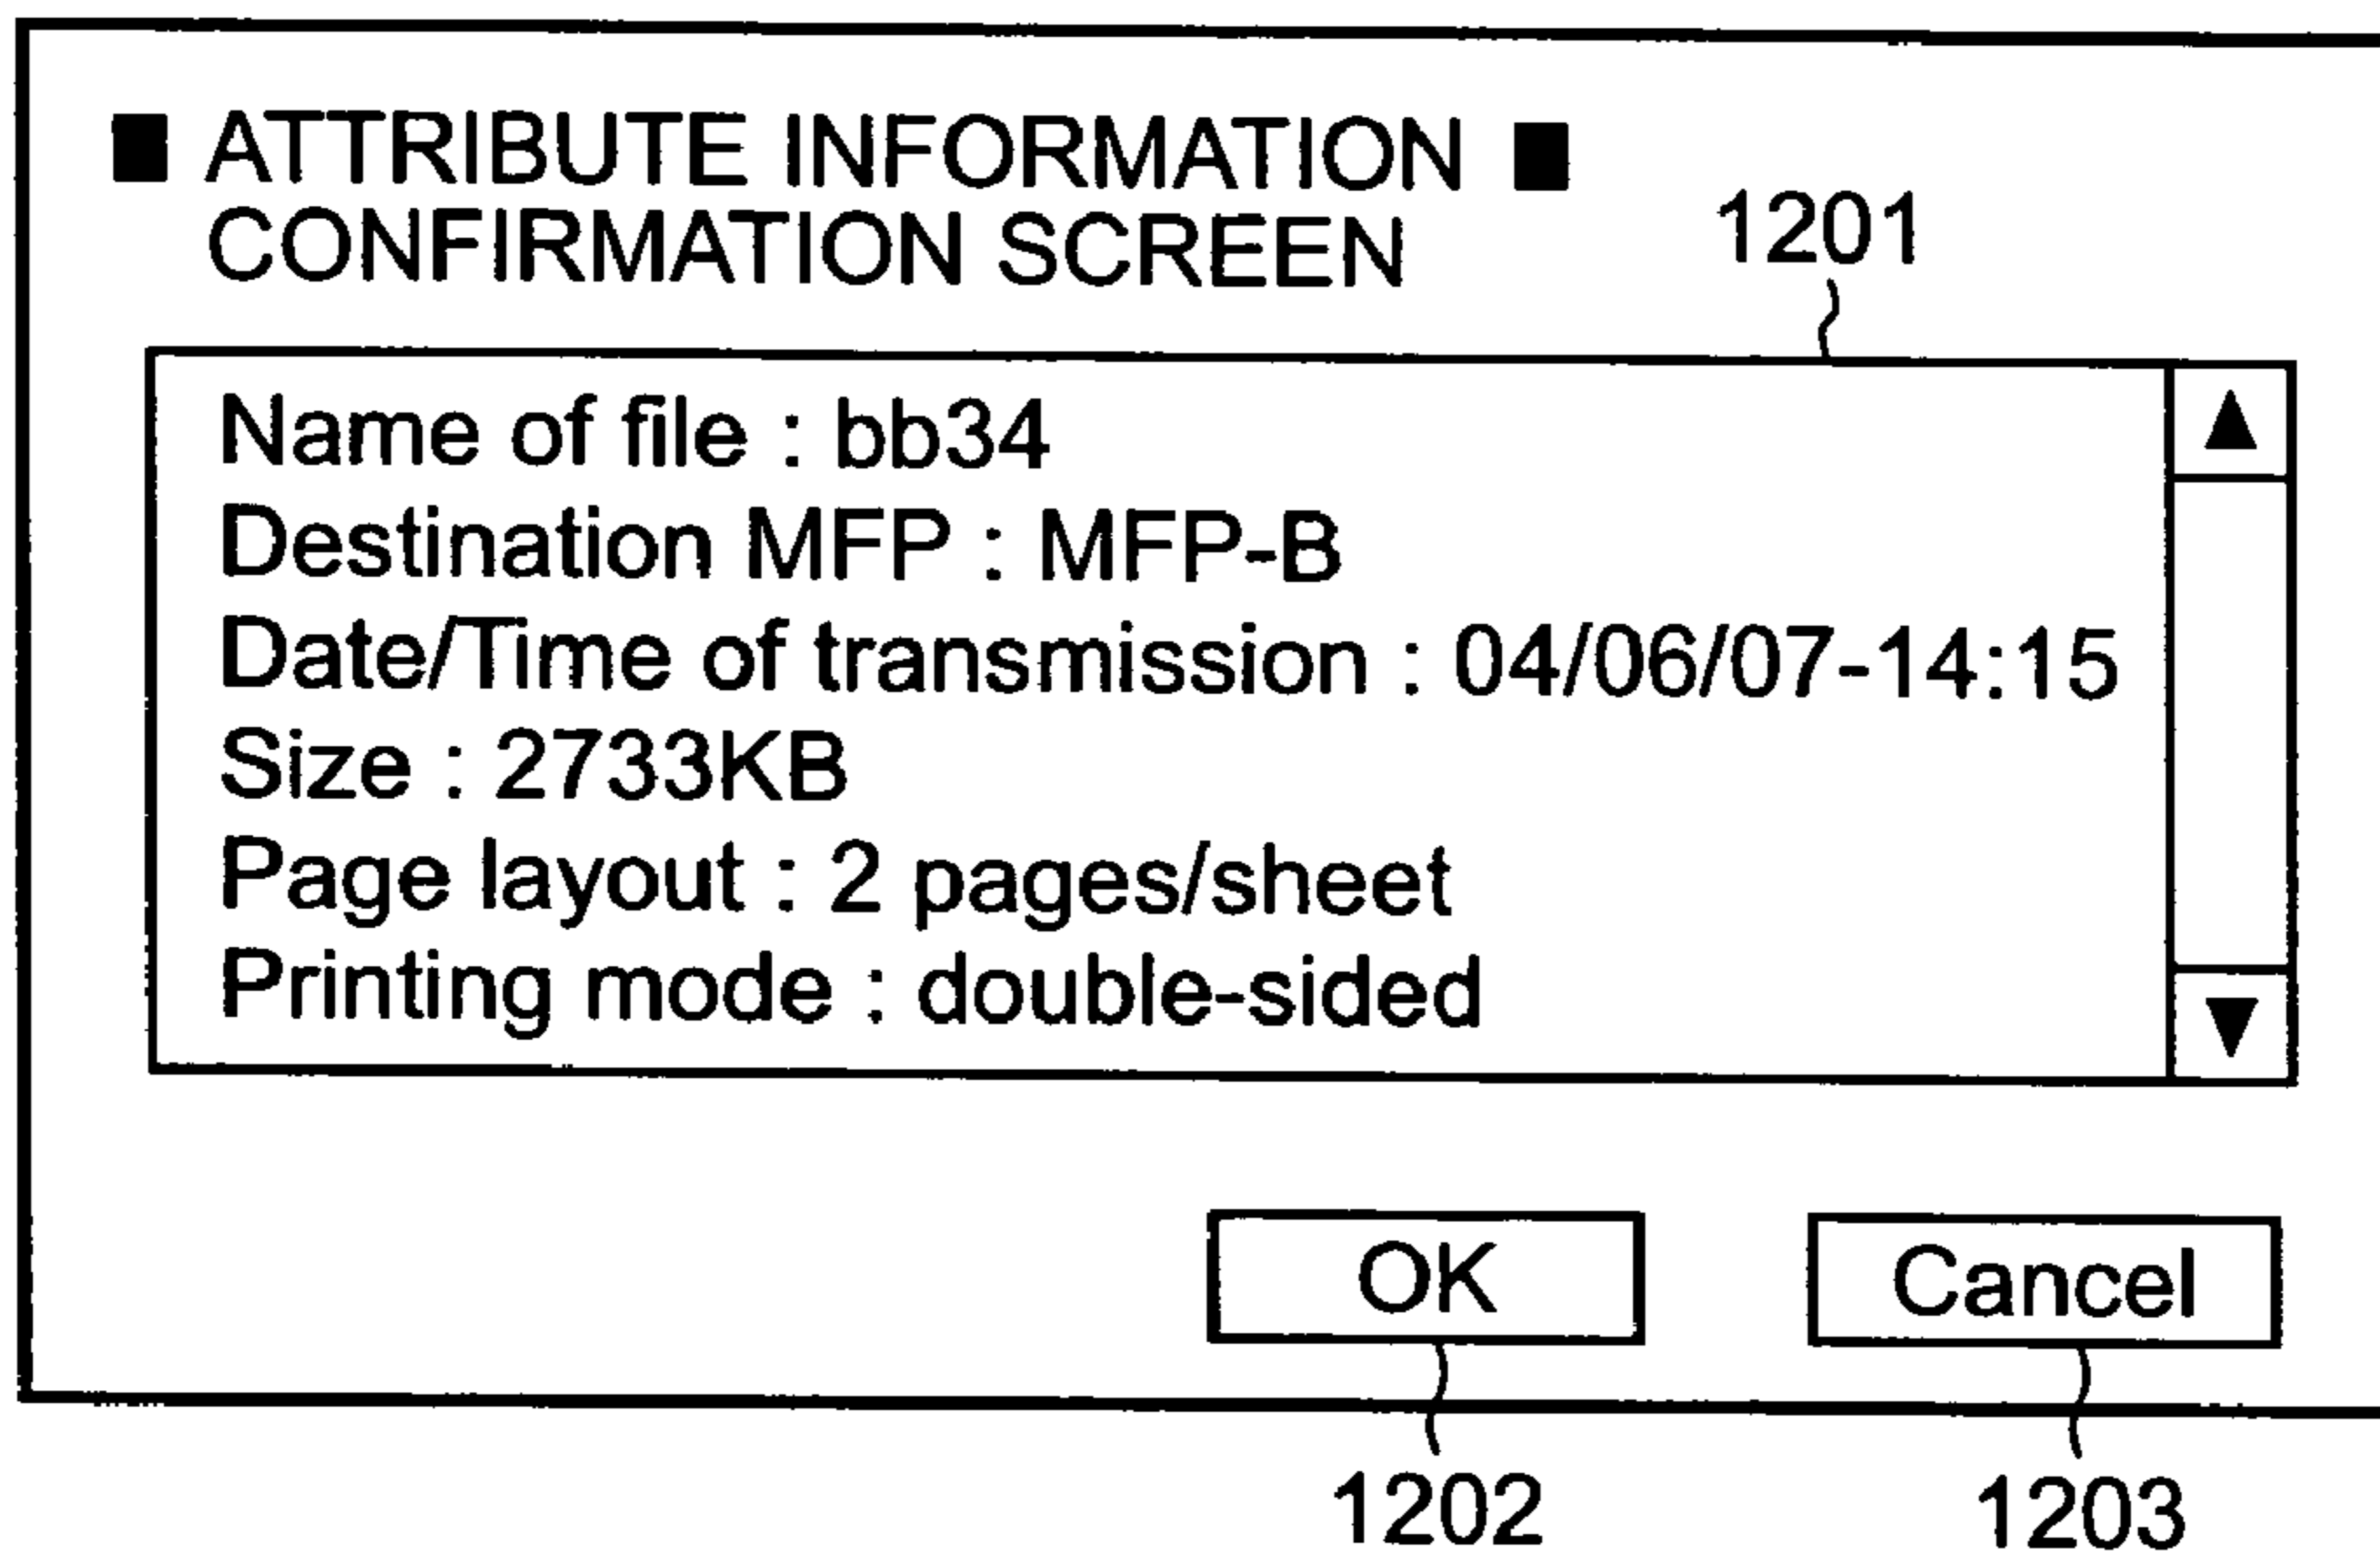 ■ ATTRIBUTE INFORMATION ■
CONFIRMATION SCREEN
1201
Name of file : bb34
Destination MFP : MFP-B
Date/Time of transmission : 04/06/07-14:15
Size : 2733KB
Page layout : 2 pages/sheet
Printing mode : double-sided
OK Cancel
1202 1203